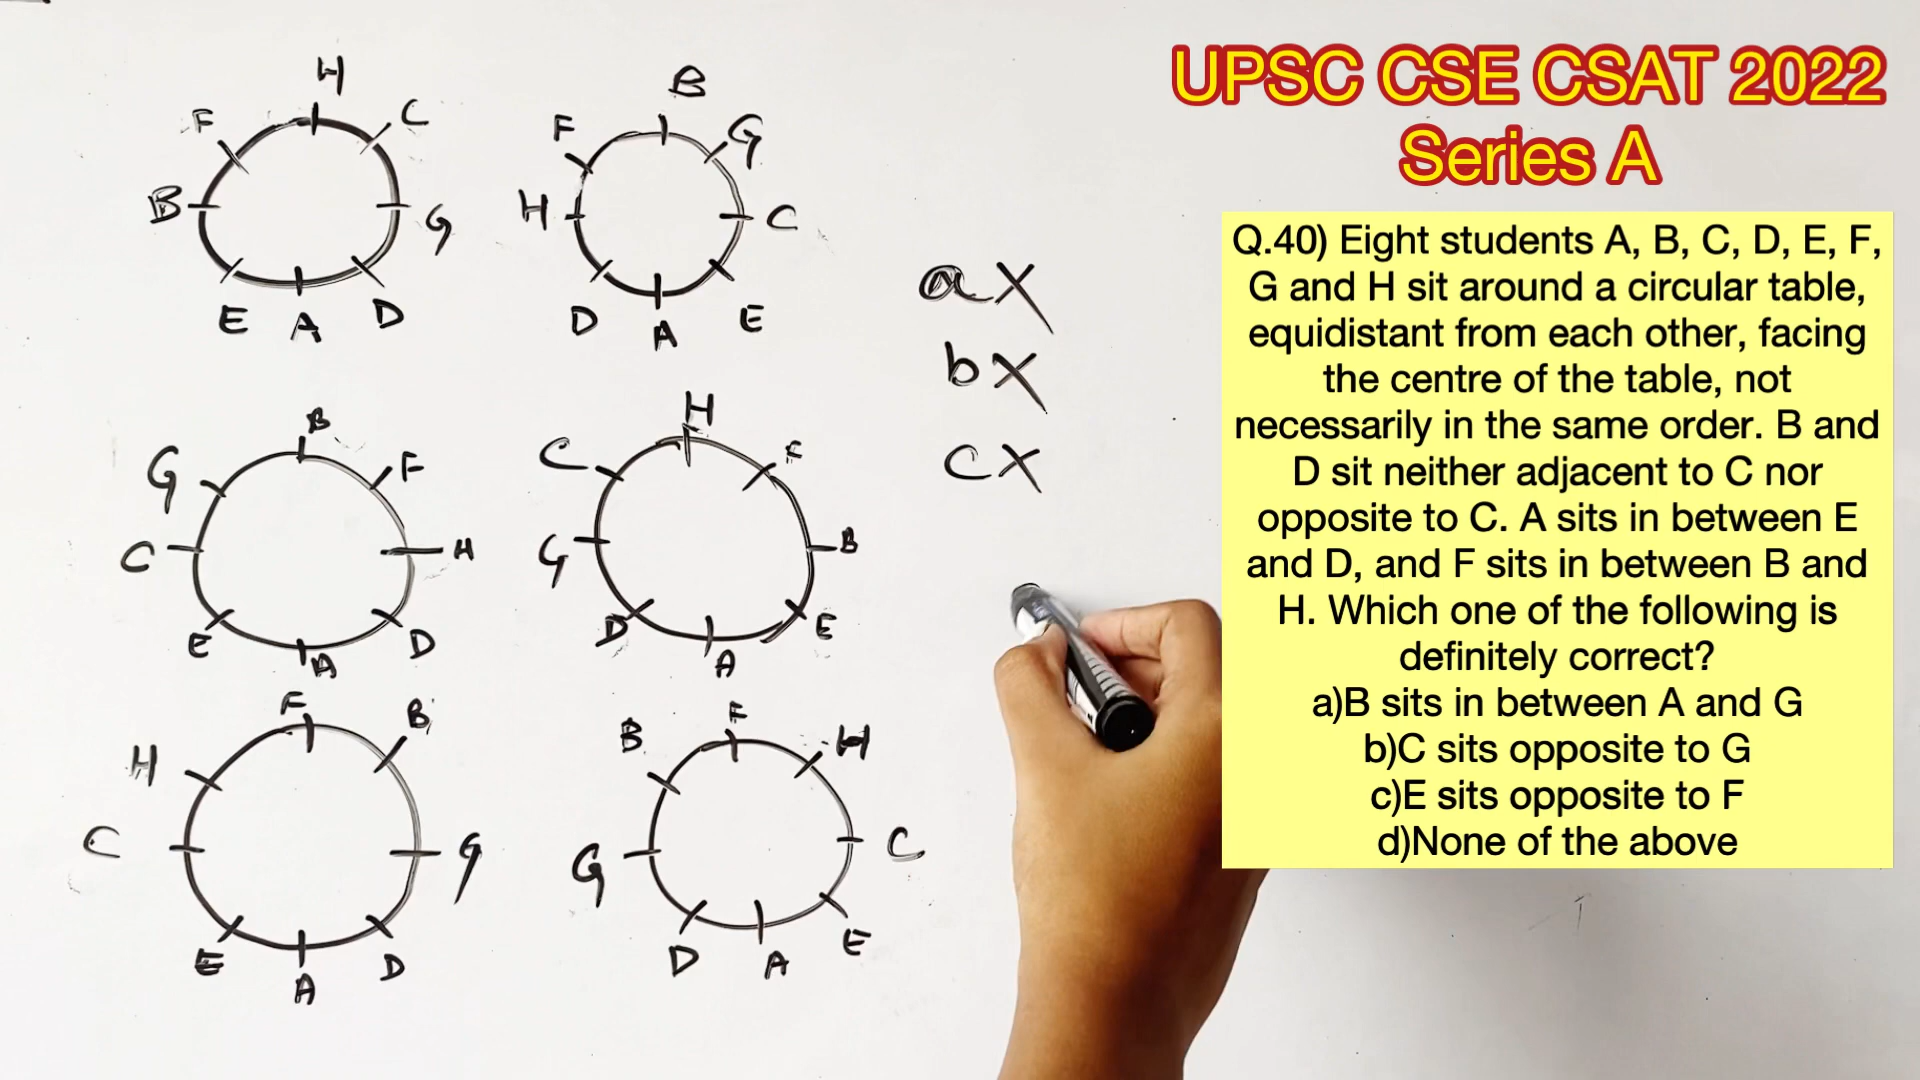 UPSC CSE CSAT 2022
Series A
Q.40) Eight students A, B, C, D, E, F,
G and H sit around a circular table,
equidistant from each other, facing
the centre of the table, not
necessarily in the same order. B and
D sit neither adjacent to C nor
opposite to C. A sits in between E
and D, and F sits in between B and
H. Which one of the following is
definitely correct?
a)B sits in between A and G
b)C sits opposite to G
c)E sits opposite to F
d)None of the above
H
F C
B G
E A D
B
F G
H C
D A E
B
G F
C H
E A D
H
C F
G B
D A E
F B
H
C G
E A D
B F H
G C
D A E
a X
b X
c X